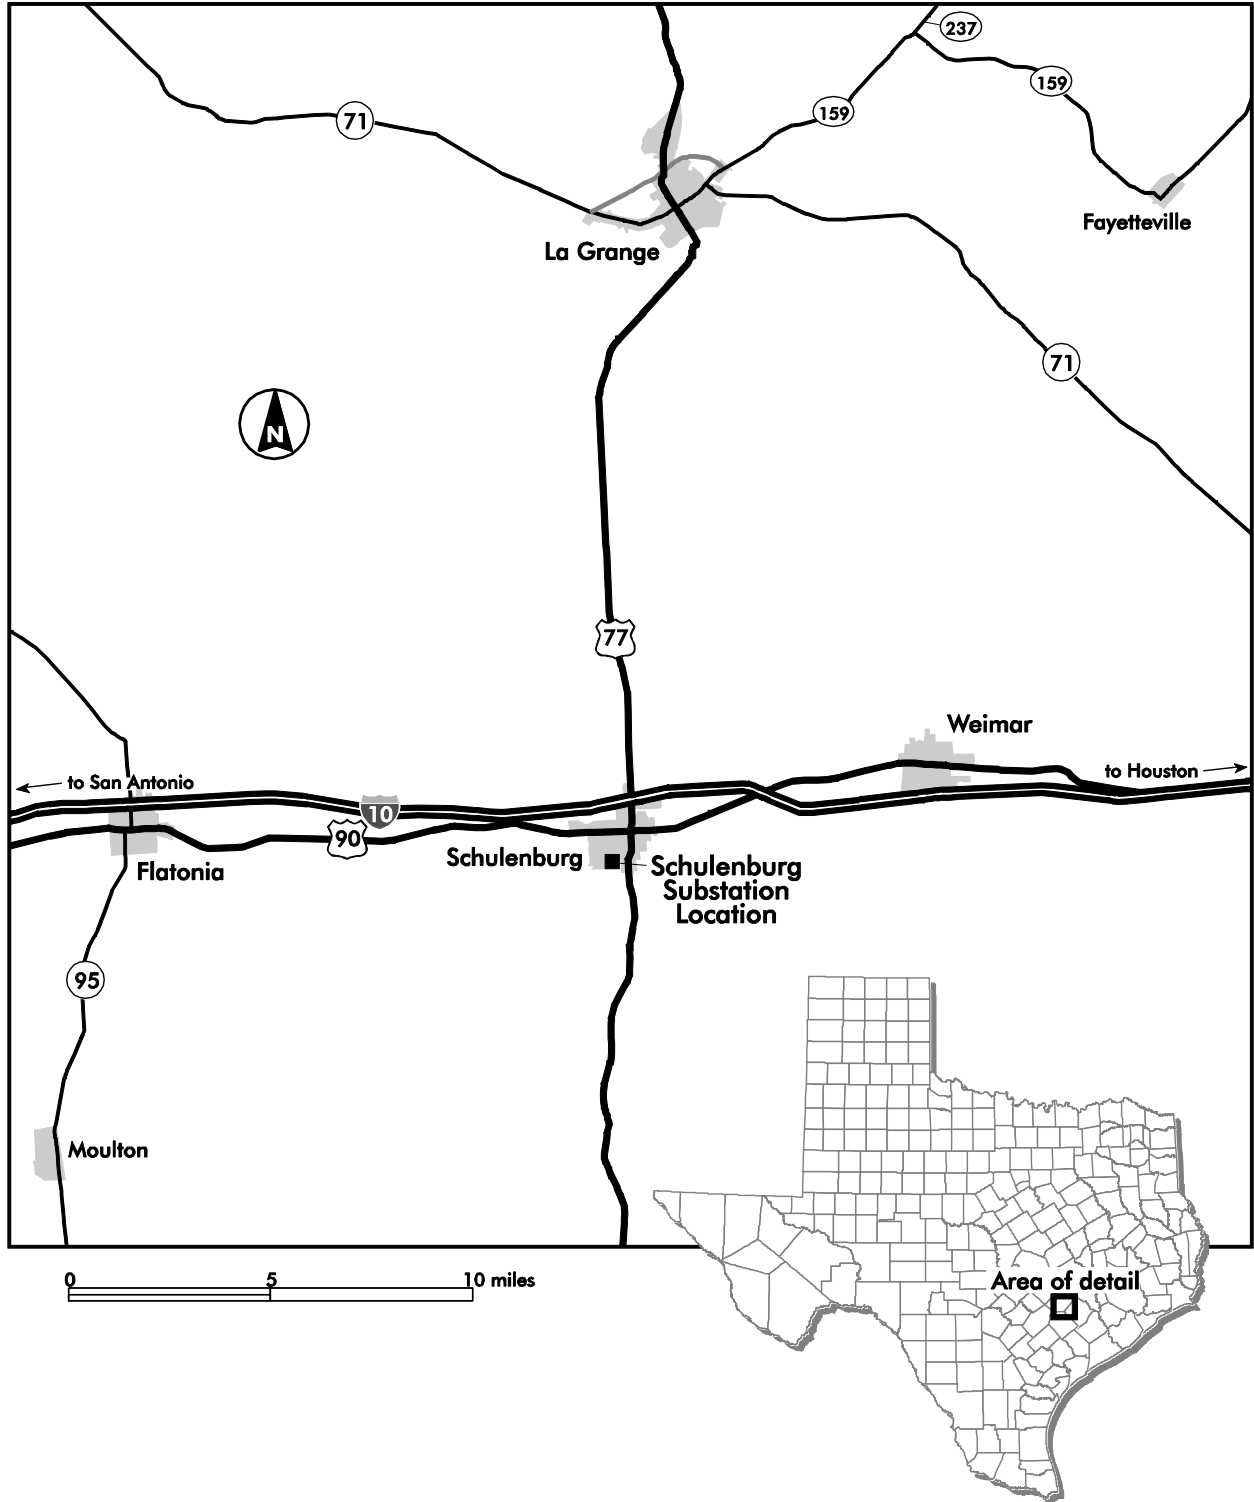 237
159
71
159
La Grange
Fayetteville
71
N
77
Weimar
to San Antonio
to Houston
10
90
Schulenburg
Flatonia
Schulenburg
Substation
Location
95
Moulton
0 5 10 miles
Area of detail